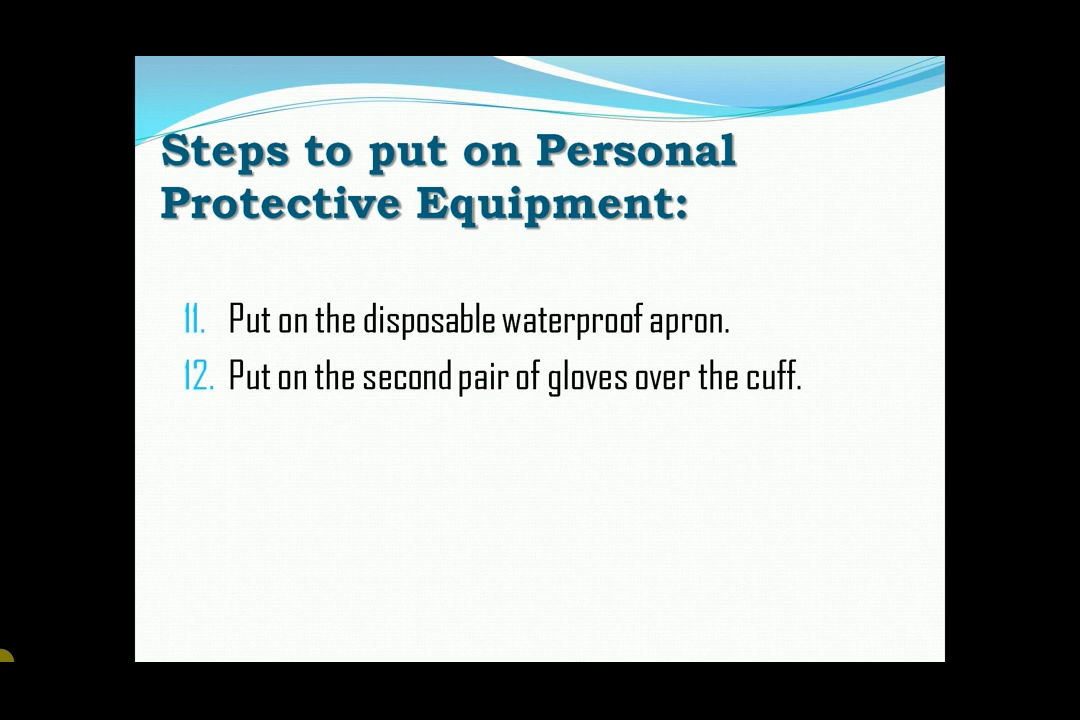 Steps to put on Personal
Protective Equipment:
11. Put on the disposable waterproof apron.
12. Put on the second pair of gloves over the cuff.